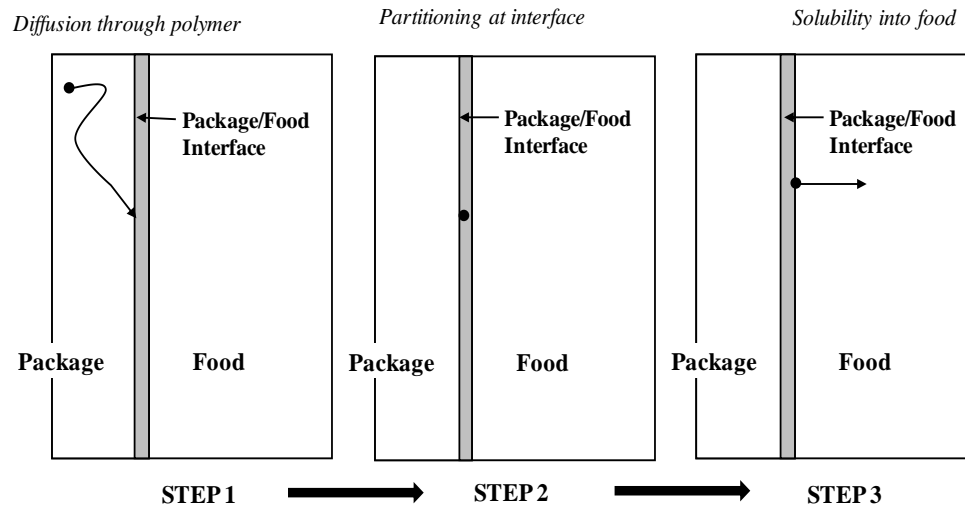 Diffusion through polymer
Partitioning at interface
Solubility into food
Package/Food
Interface
Package/Food
Interface
Package/Food
Interface
Package
Food
Package
Food
Package
Food
STEP 1
STEP 2
STEP 3